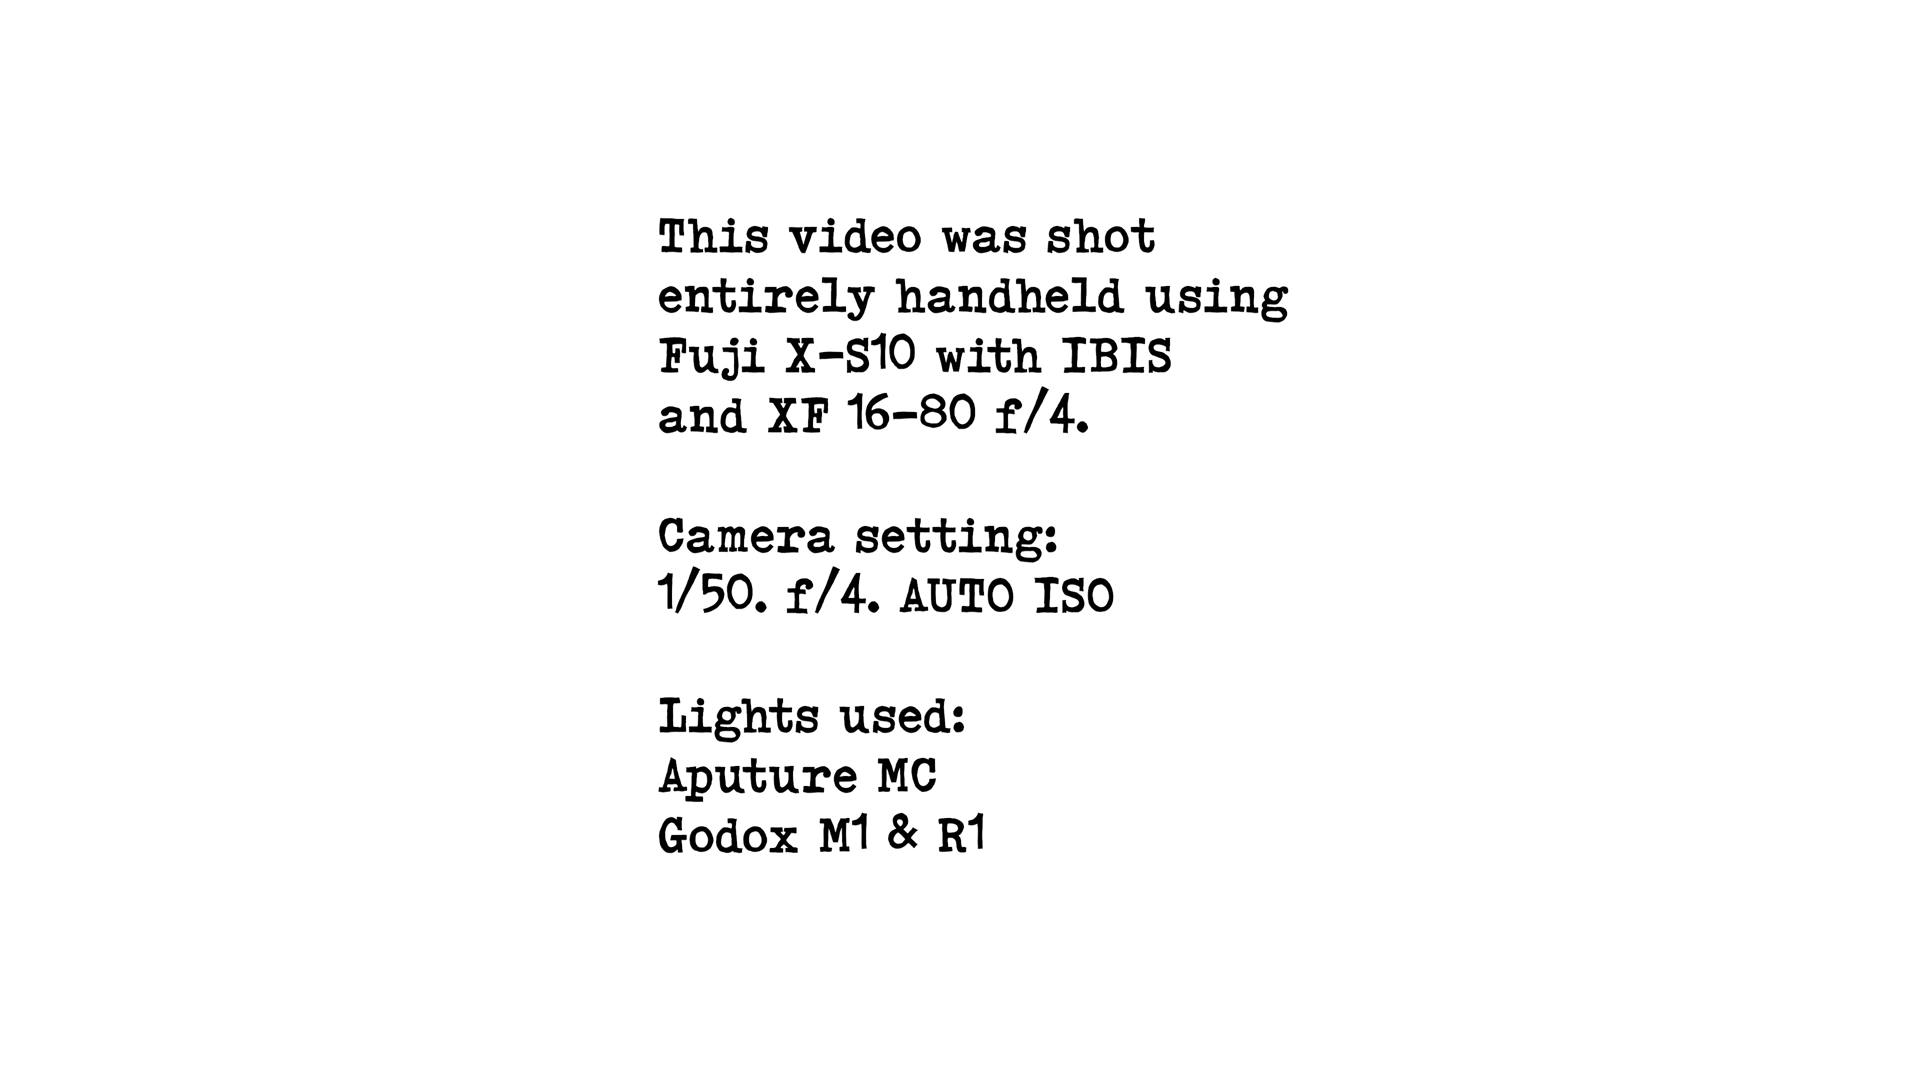 This video was shot
entirely handheld using
Fuji X-S10 with IBIS
and XF 16-80 f/4.
Camera setting:
1/50. f/4. AUTO ISO
Lights used:
Aputure MC
Godox M1 & R1